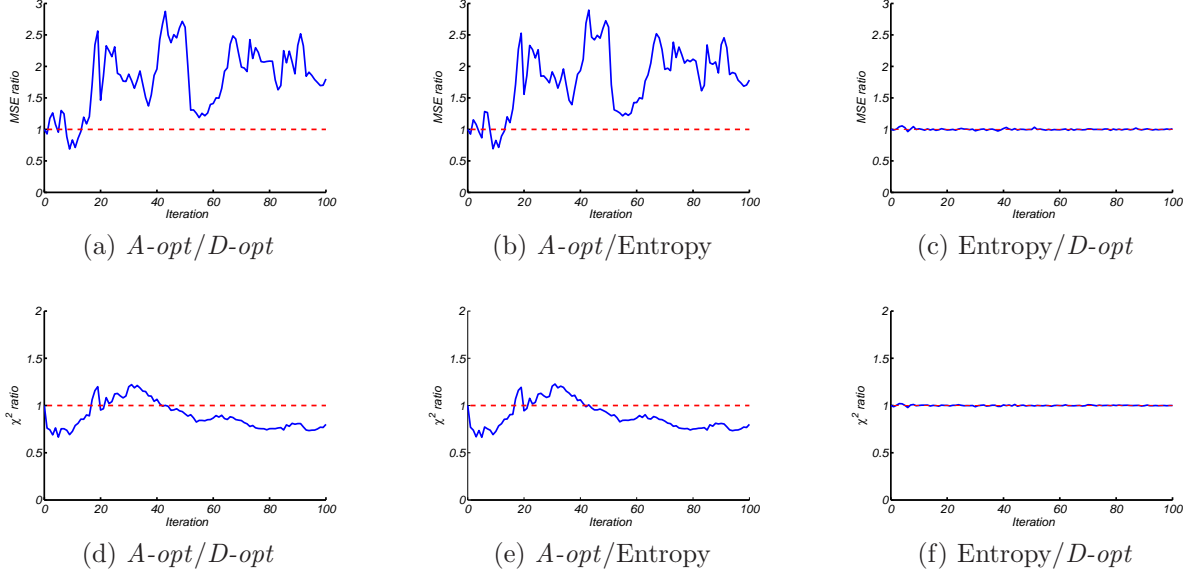 3
2.5
2
1.5
1
0.5
0
MSE ratio
0 20 40 60 80 100
Iteration
(a) A-opt/D-opt
3
2.5
2
1.5
1
0.5
0
MSE ratio
0 20 40 60 80 100
Iteration
(b) A-opt/Entropy
3
2.5
2
1.5
1
0.5
0
MSE ratio
0 20 40 60 80 100
Iteration
(c) Entropy/D-opt
2
1.5
1
0.5
0
χ² ratio
0 20 40 60 80 100
Iteration
(d) A-opt/D-opt
2
1.5
1
0.5
0
χ² ratio
0 20 40 60 80 100
Iteration
(e) A-opt/Entropy
2
1.5
1
0.5
0
χ² ratio
0 20 40 60 80 100
Iteration
(f) Entropy/D-opt